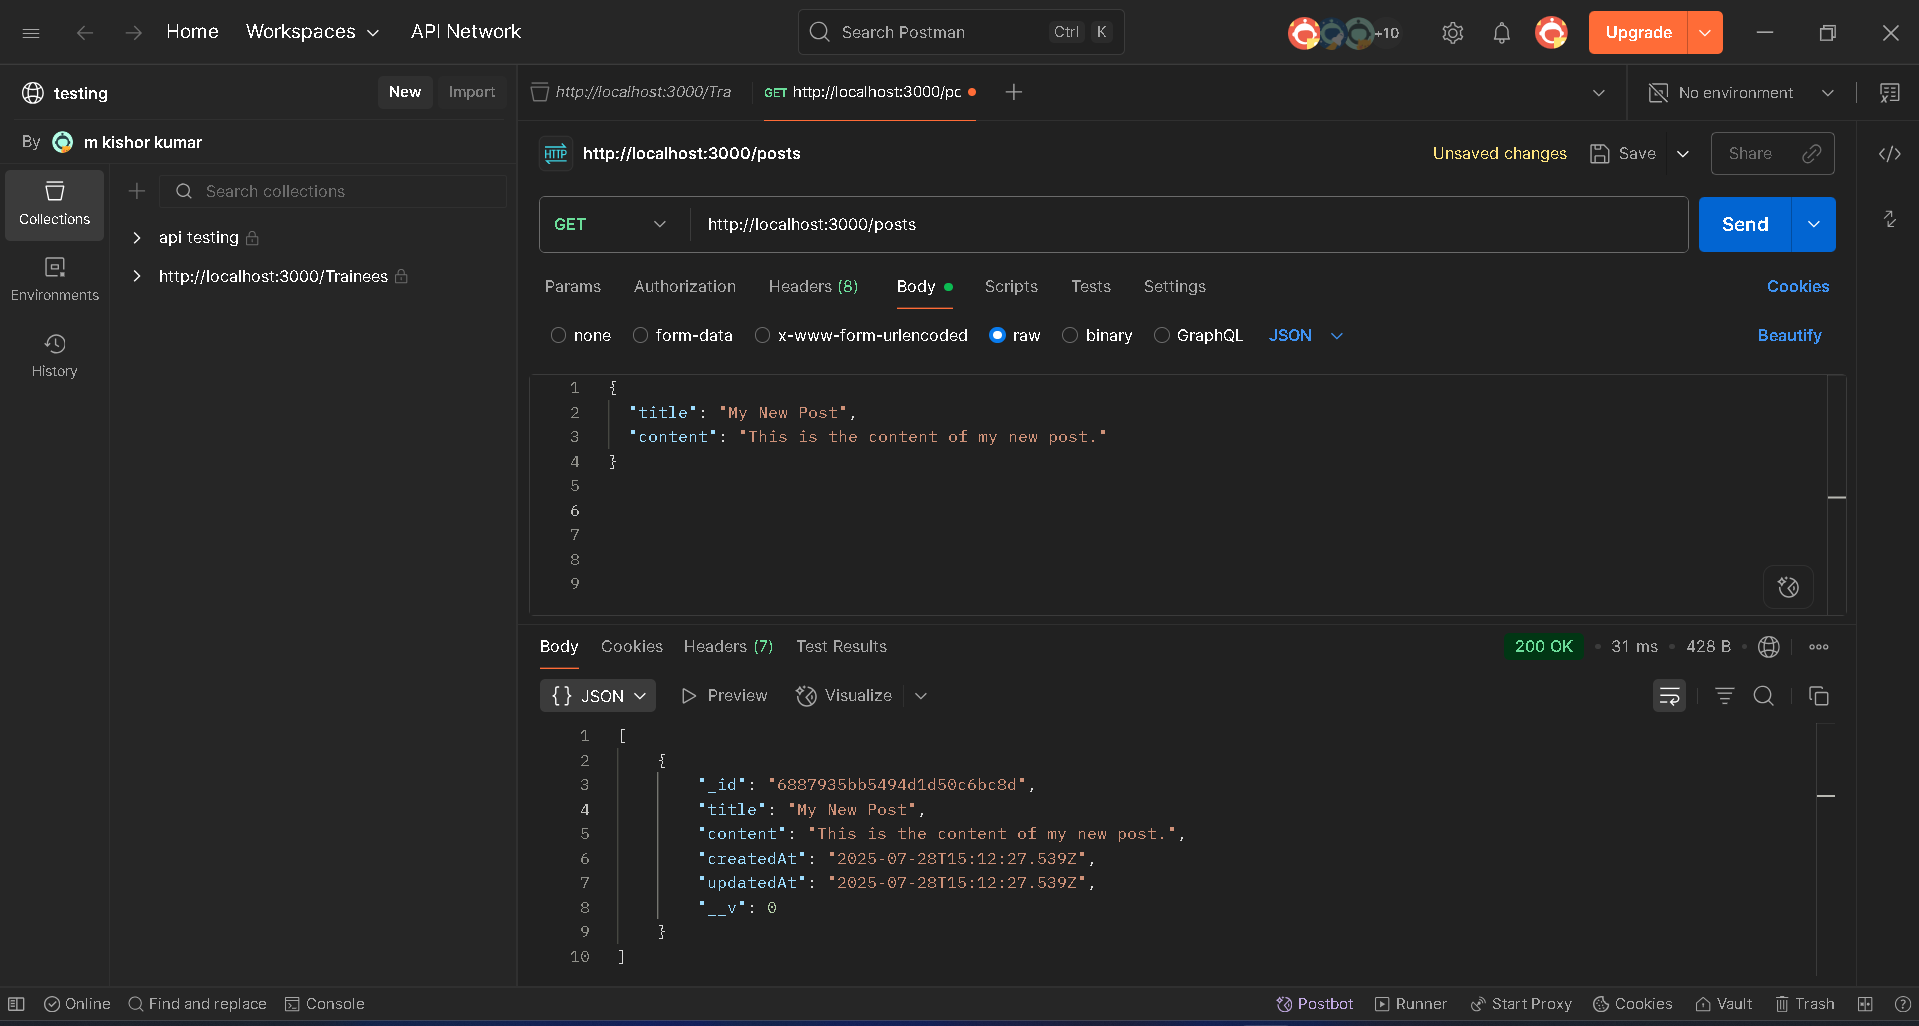 Home Workspaces API Network Search Postman Ctrl K +10 Upgrade
testing New Import
By m kishor kumar
Collections
Environments
History
Search collections
api testing
http://localhost:3000/Trainees
http://localhost:3000/Tra GET http://localhost:3000/pc No environment
HTTP http://localhost:3000/posts Unsaved changes Save Share
GET http://localhost:3000/posts Send
Params Authorization Headers (8) Body Scripts Tests Settings Cookies
none form-data x-www-form-urlencoded raw binary GraphQL JSON Beautify
1 {
2 "title": "My New Post",
3 "content": "This is the content of my new post."
4 }
5
6
7
8
9
Body Cookies Headers (7) Test Results 200 OK • 31 ms • 428 B •
{} JSON Preview Visualize
1 [
2 {
3 "_id": "6887935bb5494d1d50c6bc8d",
4 "title": "My New Post",
5 "content": "This is the content of my new post.",
6 "createdAt": "2025-07-28T15:12:27.539Z",
7 "updatedAt": "2025-07-28T15:12:27.539Z",
8 "__v": 0
9 }
10 ]
Online Find and replace Console Postbot Runner Start Proxy Cookies Vault Trash